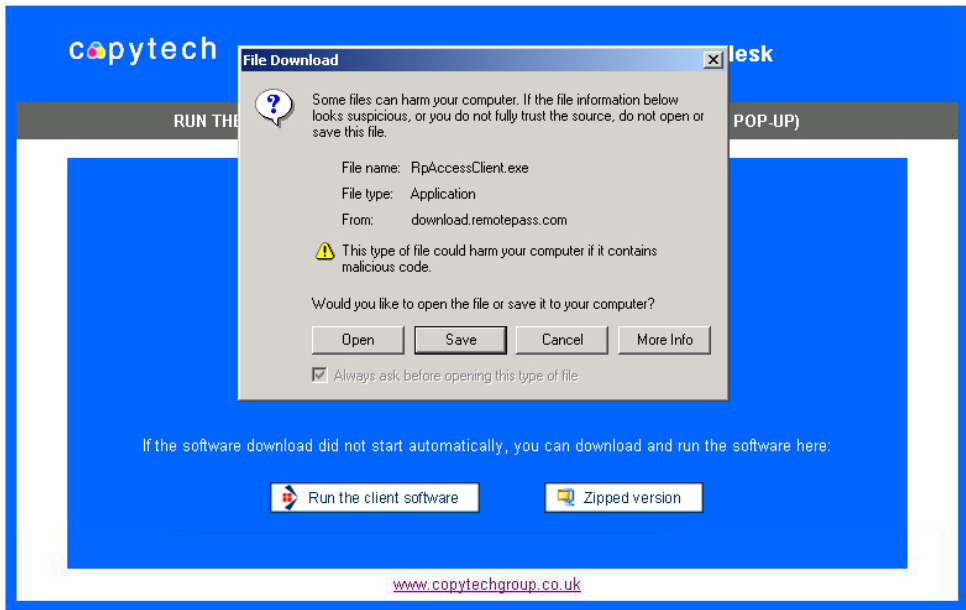 copytech
lesk
File Download
Some files can harm your computer. If the file information below
looks suspicious, or you do not fully trust the source, do not open or
save this file.
RUN THE
POP-UP)
File name: RpAccessClient.exe
File type: Application
From: download.remotepass.com
This type of file could harm your computer if it contains
malicious code.
Would you like to open the file or save it to your computer?
Open Save Cancel More Info
Always ask before opening this type of file
If the software download did not start automatically, you can download and run the software here:
Run the client software Zipped version
www.copytechgroup.co.uk